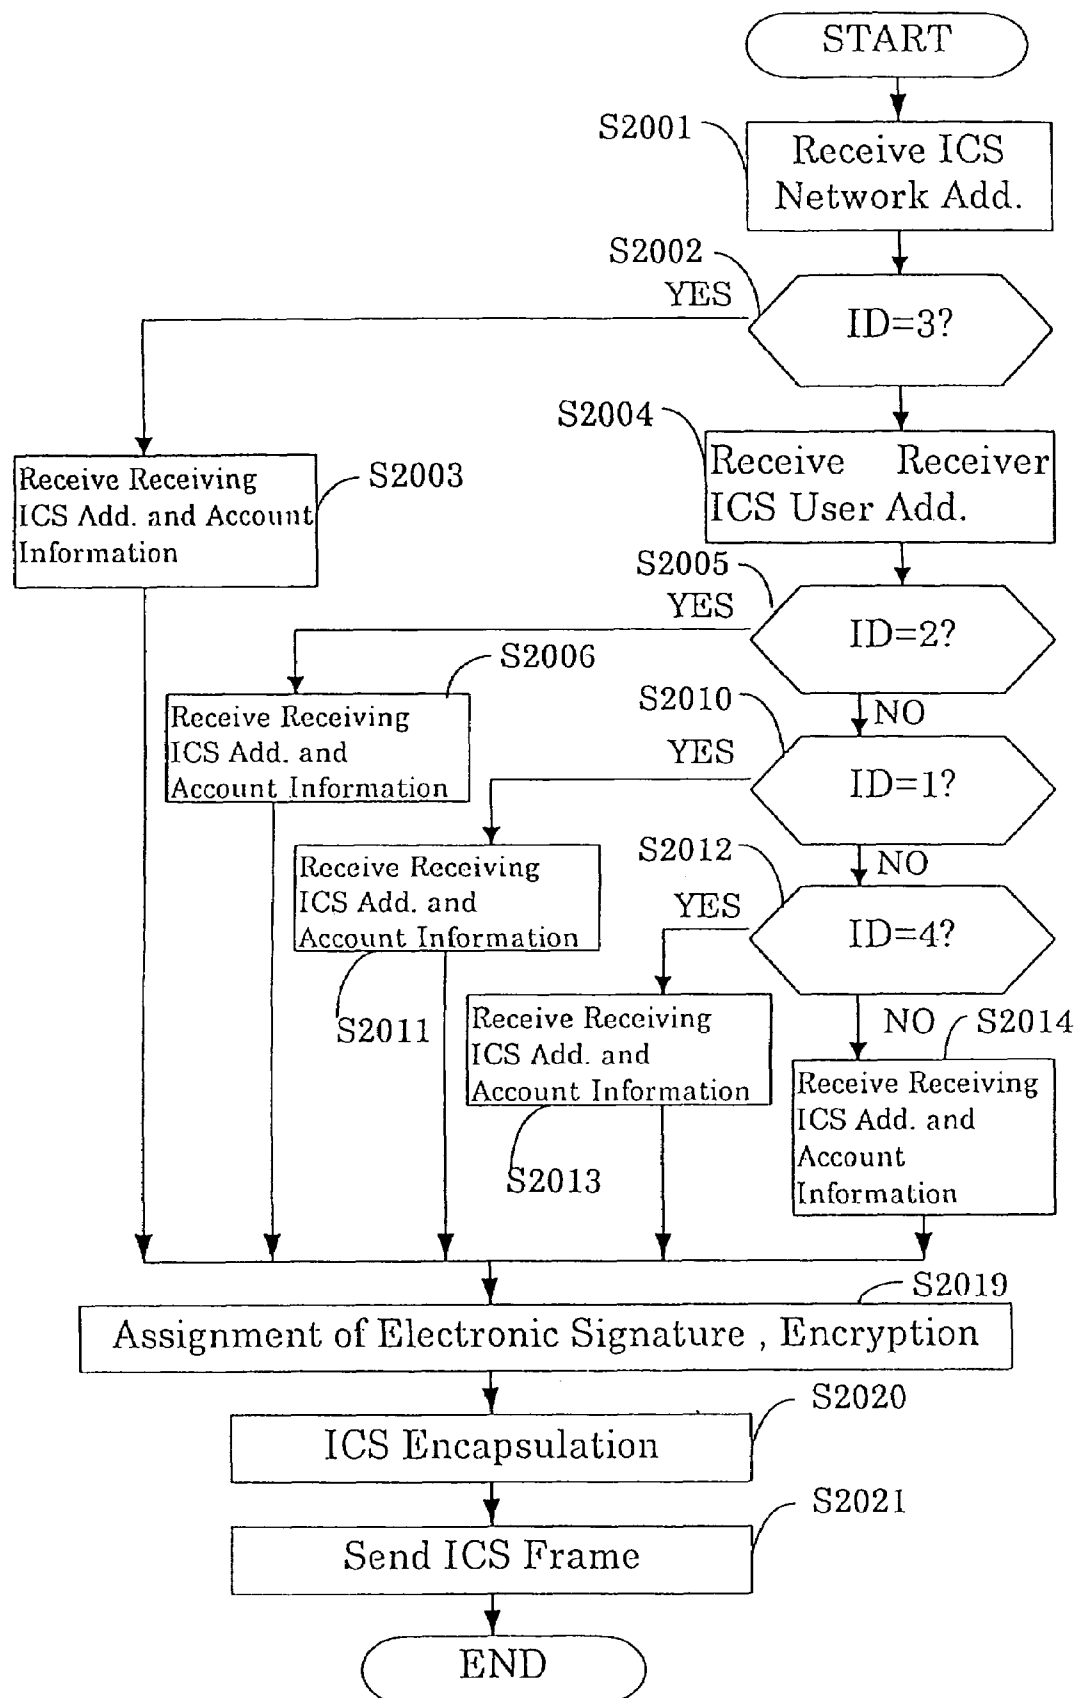 START
S2001
Receive ICS
Network Add.
S2002
YES
ID=3?
S2004
Receive Receiver
ICS User Add.
Receive Receiving
ICS Add. and Account
Information
S2003
S2005
YES
ID=2?
NO
S2006
Receive Receiving
ICS Add. and
Account Information
S2010
YES
ID=1?
NO
Receive Receiving
ICS Add. and
Account Information
S2011
S2012
YES
ID=4?
NO
Receive Receiving
ICS Add. and
Account Information
S2013
S2014
Receive Receiving
ICS Add. and
Account
Information
S2019
Assignment of Electronic Signature , Encryption
S2020
ICS Encapsulation
S2021
Send ICS Frame
END